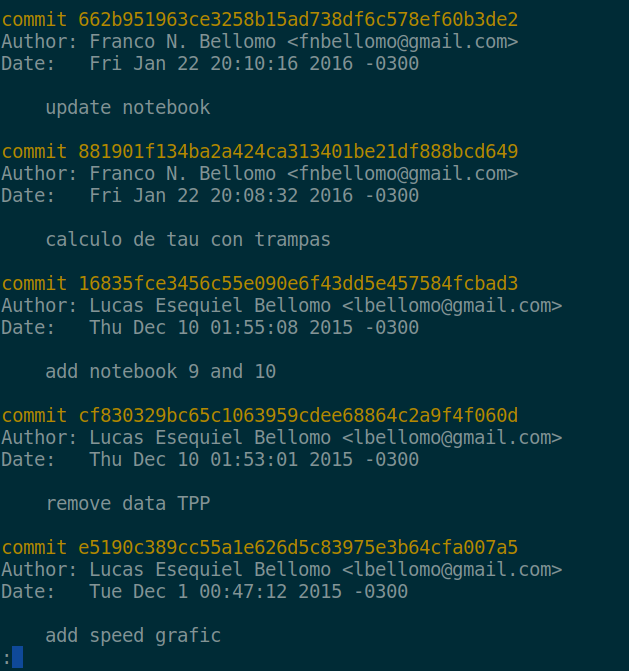 commit 662b951963ce3258b15ad738df6c578ef60b3de2
Author: Franco N. Bellomo <fnbellomo@gmail.com>
Date:   Fri Jan 22 20:10:16 2016 -0300
    update notebook
commit 881901f134ba2a424ca313401be21df888bcd649
Author: Franco N. Bellomo <fnbellomo@gmail.com>
Date:   Fri Jan 22 20:08:32 2016 -0300
    calculo de tau con trampas
commit 16835fce3456c55e090e6f43dd5e457584fcbad3
Author: Lucas Esequiel Bellomo <lbellomo@gmail.com>
Date:   Thu Dec 10 01:55:08 2015 -0300
    add notebook 9 and 10
commit cf830329bc65c1063959cdee68864c2a9f4f060d
Author: Lucas Esequiel Bellomo <lbellomo@gmail.com>
Date:   Thu Dec 10 01:53:01 2015 -0300
    remove data TPP
commit e5190c389cc55a1e626d5c83975e3b64cfa007a5
Author: Lucas Esequiel Bellomo <lbellomo@gmail.com>
Date:   Tue Dec 1 00:47:12 2015 -0300
    add speed grafic
: